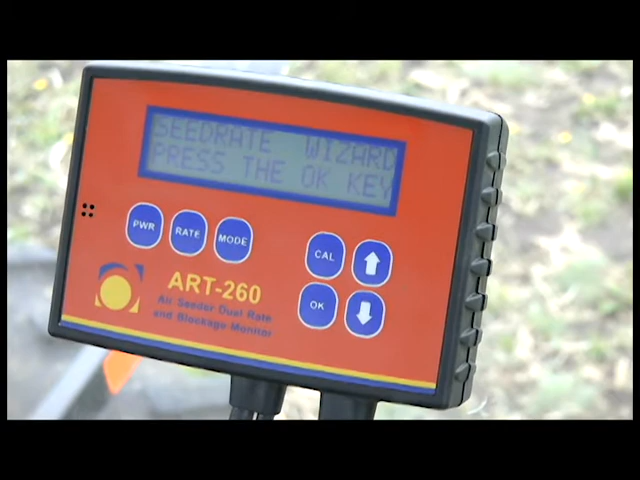 SEEDRATE WIZARD
PRESS THE OK KEY
PWR RATE MODE
CAL
OK
ART-260
Air Seeder Dual Rate
and Blockage Monitor